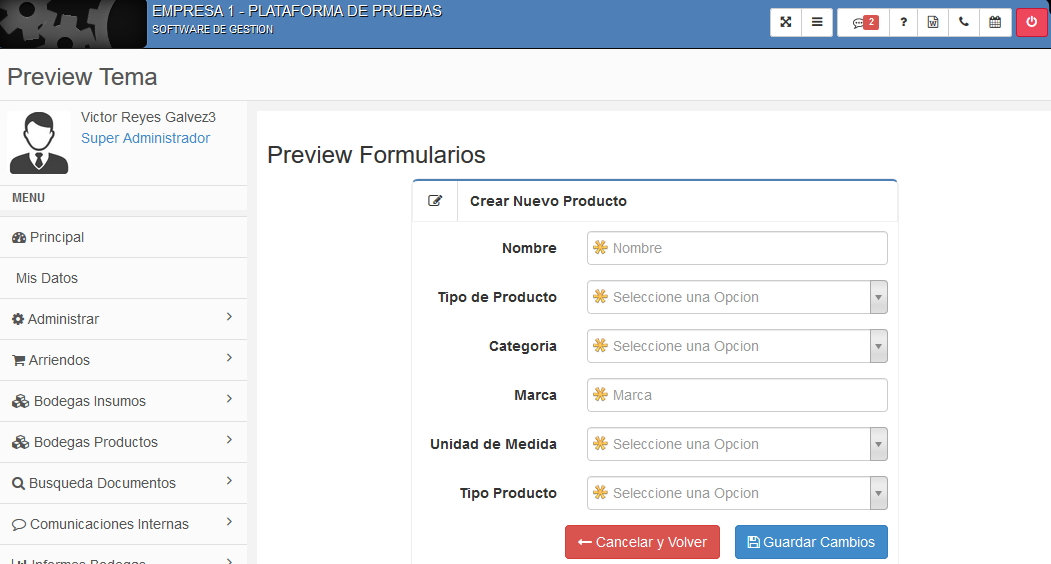 EMPRESA 1 - PLATAFORMA DE PRUEBAS
SOFTWARE DE GESTION
2
?
Preview Tema
Victor Reyes Galvez3
Super Administrador
MENU
Principal
Mis Datos
Administrar
Arriendos
Bodegas Insumos
Bodegas Productos
Busqueda Documentos
Comunicaciones Internas
Informes Bodegas
Preview Formularios
Crear Nuevo Producto
Nombre
Nombre
Tipo de Producto
Seleccione una Opcion
Categoria
Seleccione una Opcion
Marca
Marca
Unidad de Medida
Seleccione una Opcion
Tipo Producto
Seleccione una Opcion
Cancelar y Volver
Guardar Cambios